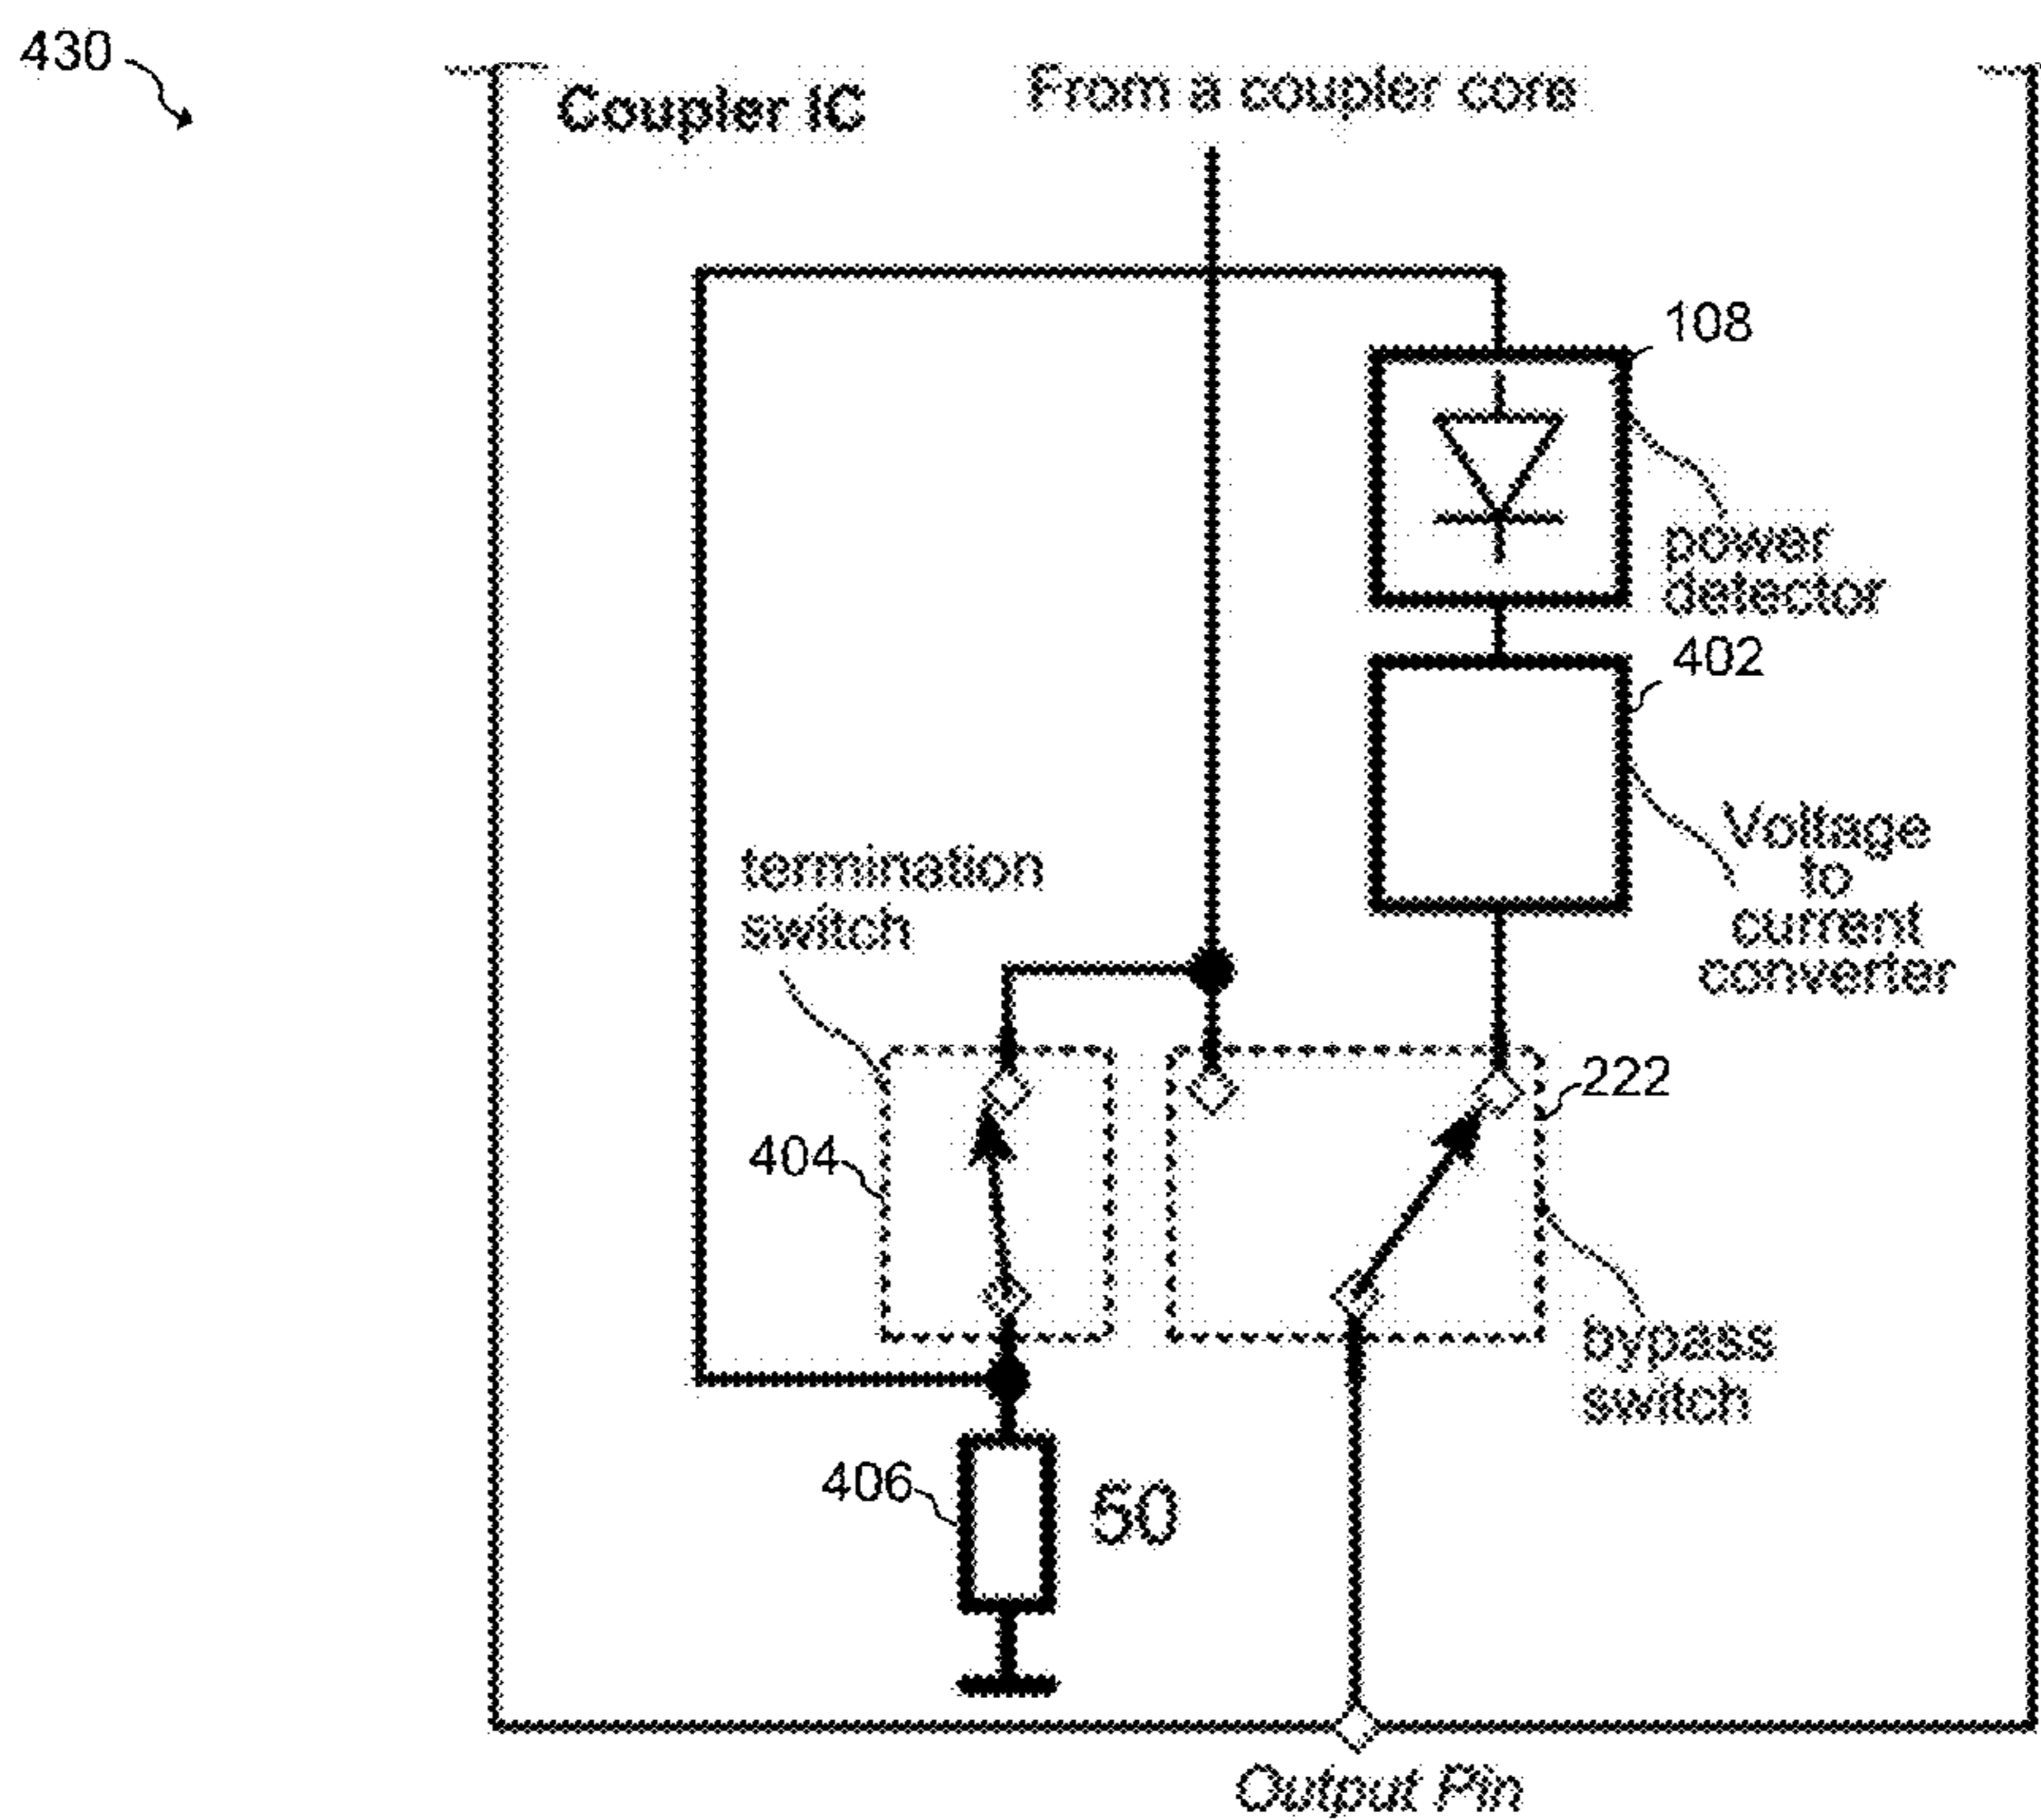 430
Coupler IC
From a coupler core
108
power
detector
402
Voltage
to
current
converter
termination
switch
404
222
bypass
switch
406
50
Output Pin